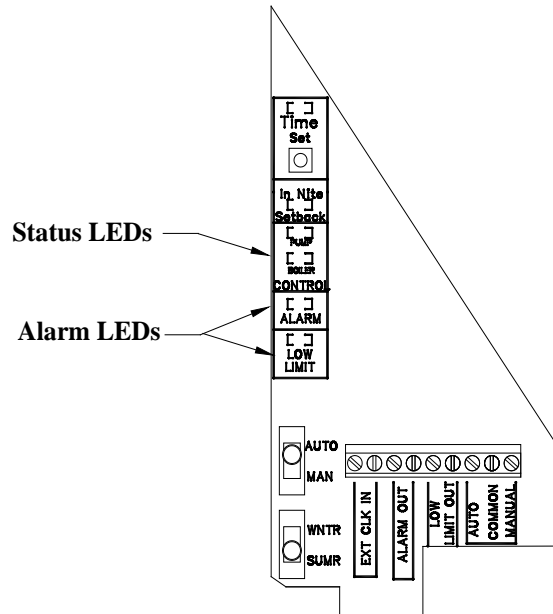 Time
Set
In Nite
Setback
Status LEDs
PUMP
BOILER
CONTROL
Alarm LEDs
ALARM
LOW
LIMIT
AUTO
MAN
WNTR
SUMR
EXT CLK IN
ALARM OUT
LOW
LIMIT OUT
AUTO
COMMON
MANUAL